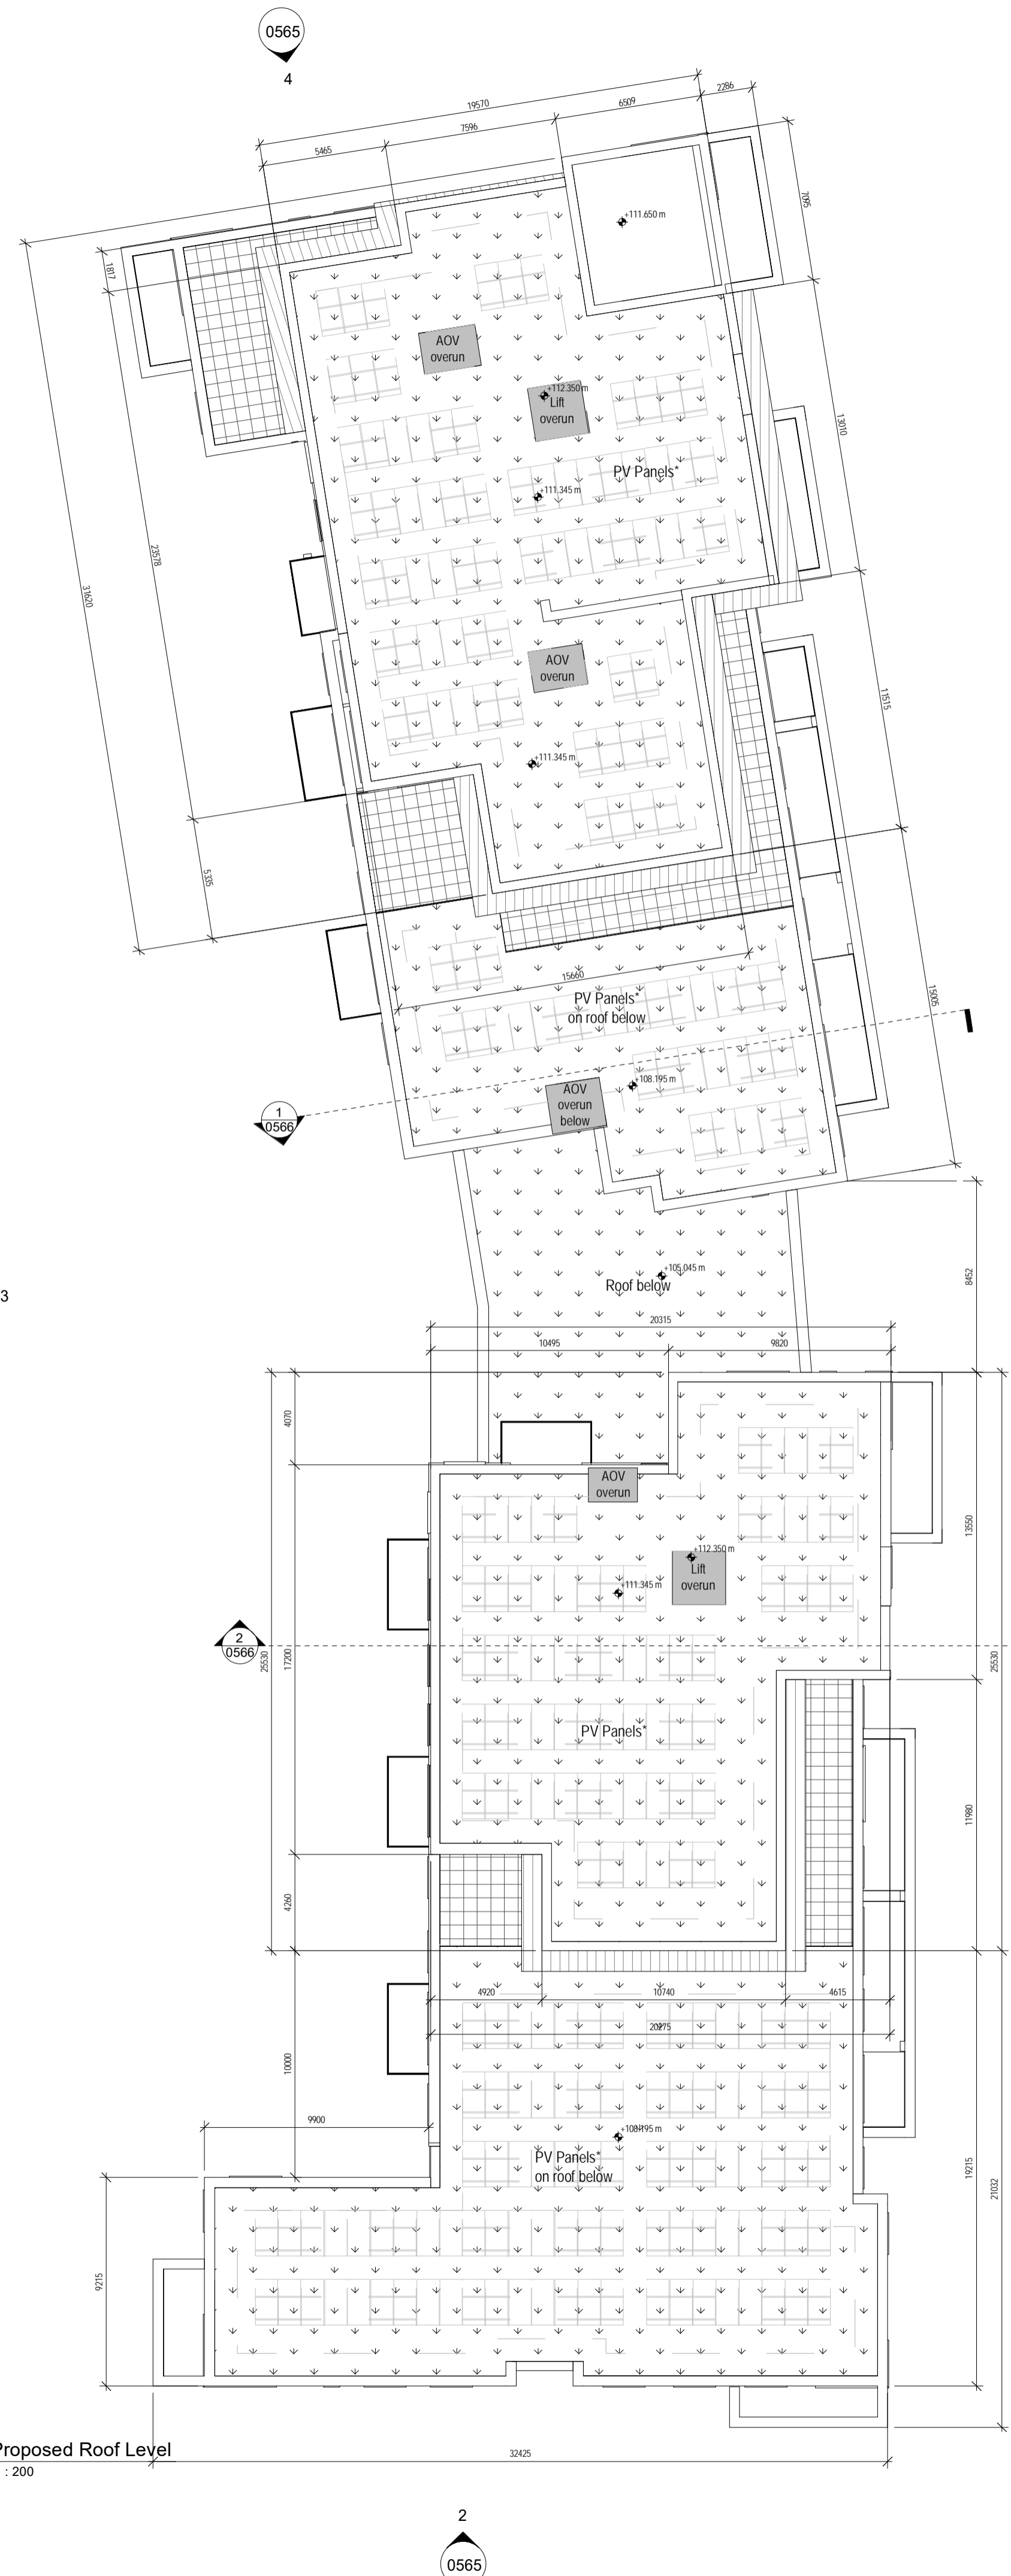 0565
4
19570
2286
6509
7596
5465
7095
+111.650 m
1817
AOV
overun
+112.350 m
Lift
overun
13010
PV Panels*
+111.345 m
23578
31620
AOV
overun
11515
+111.345 m
5335
15660
PV Panels*
on roof below
15005
+108.195 m
AOV
overun
below
1
0566
8452
+105.045 m
Roof below
3
20315
10495
9820
4070
AOV
overun
13550
+112.350 m
Lift
overun
+111.345 m
2
0566
25530
17200
25530
PV Panels*
11980
4260
4920
10740
4615
20275
10000
9900
PV Panels*
on roof below
19215
21032
9215
Proposed Roof Level
: 200
32425
2
0565